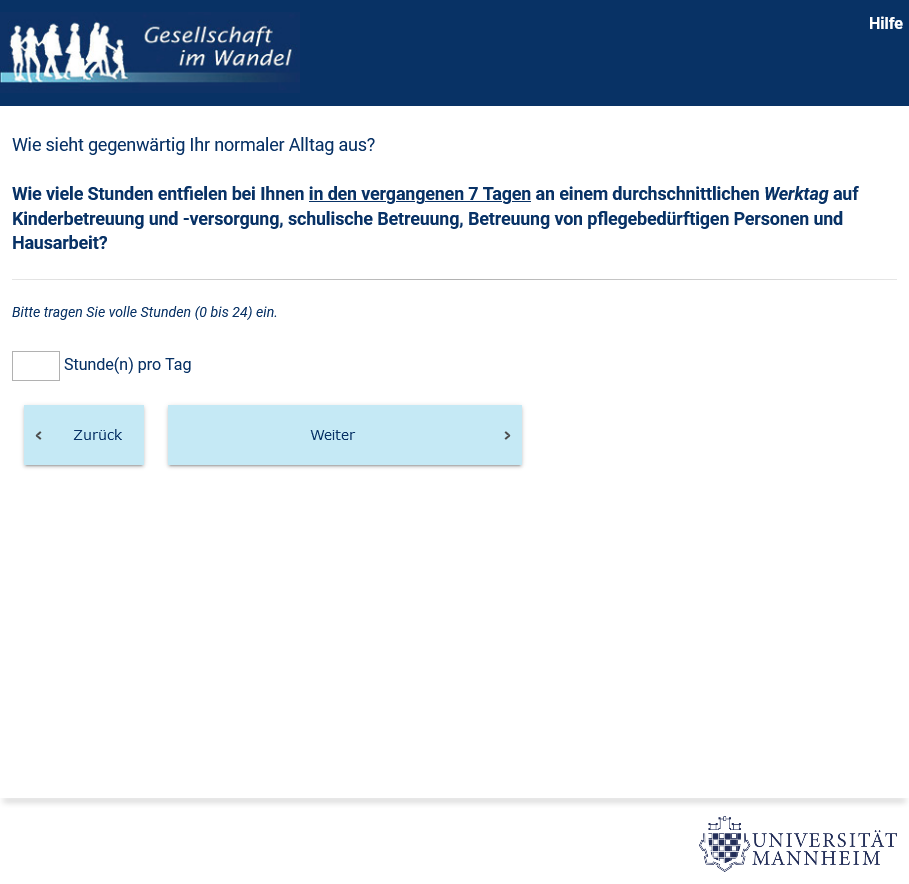 Gesellschaft
im Wandel
Hilfe
Wie sieht gegenwärtig Ihr normaler Alltag aus?
Wie viele Stunden entfielen bei Ihnen in den vergangenen 7 Tagen an einem durchschnittlichen Werktag auf
Kinderbetreuung und -versorgung, schulische Betreuung, Betreuung von pflegebedürftigen Personen und
Hausarbeit?
Bitte tragen Sie volle Stunden (0 bis 24) ein.
Stunde(n) pro Tag
Zurück
Weiter
UNIVERSITÄT
MANNHEIM